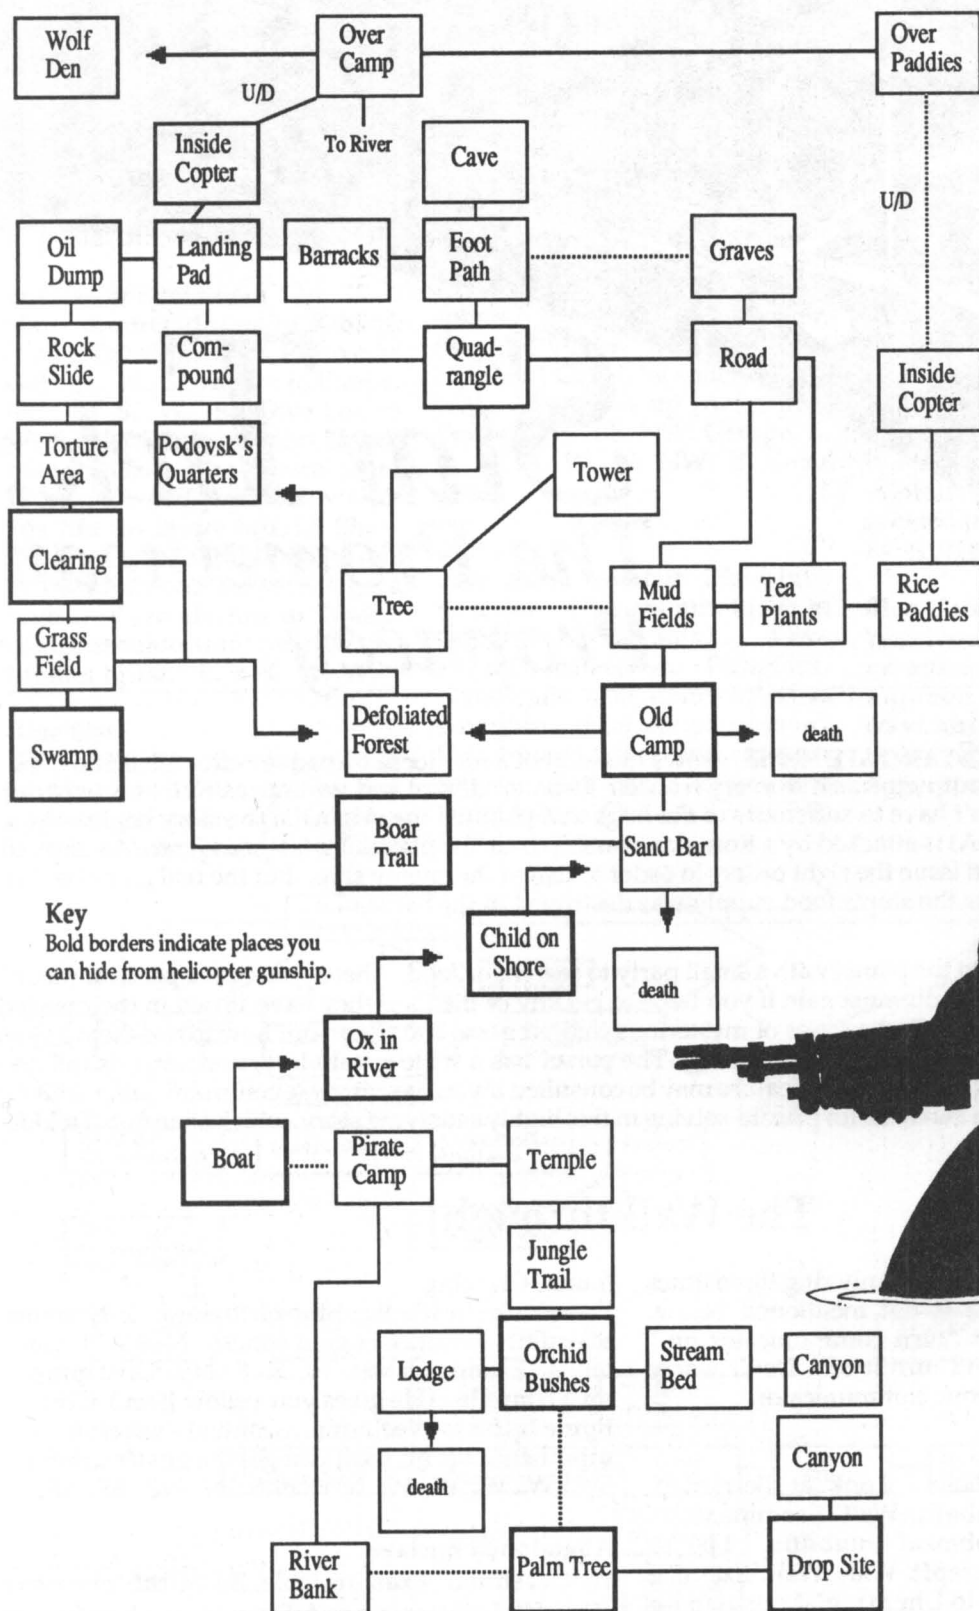 Wolf
Den
Over
Camp
Over
Paddies
U/D
To River
Inside
Copter
Cave
U/D
Oil
Dump
Landing
Pad
Barracks
Foot
Path
Graves
Rock
Slide
Com-
pound
Quad-
rangle
Road
Inside
Copter
Torture
Area
Podovsk's
Quarters
Tower
Clearing
Tree
Mud
Fields
Tea
Plants
Rice
Paddies
Grass
Field
Swamp
Defoliated
Forest
Old
Camp
death
Boar
Trail
Sand Bar
Key
Bold borders indicate places you
can hide from helicopter gunship.
Child on
Shore
death
Ox in
River
Boat
Pirate
Camp
Temple
Jungle
Trail
Ledge
Orchid
Bushes
Stream
Bed
Canyon
death
Canyon
River
Bank
Palm Tree
Drop Site